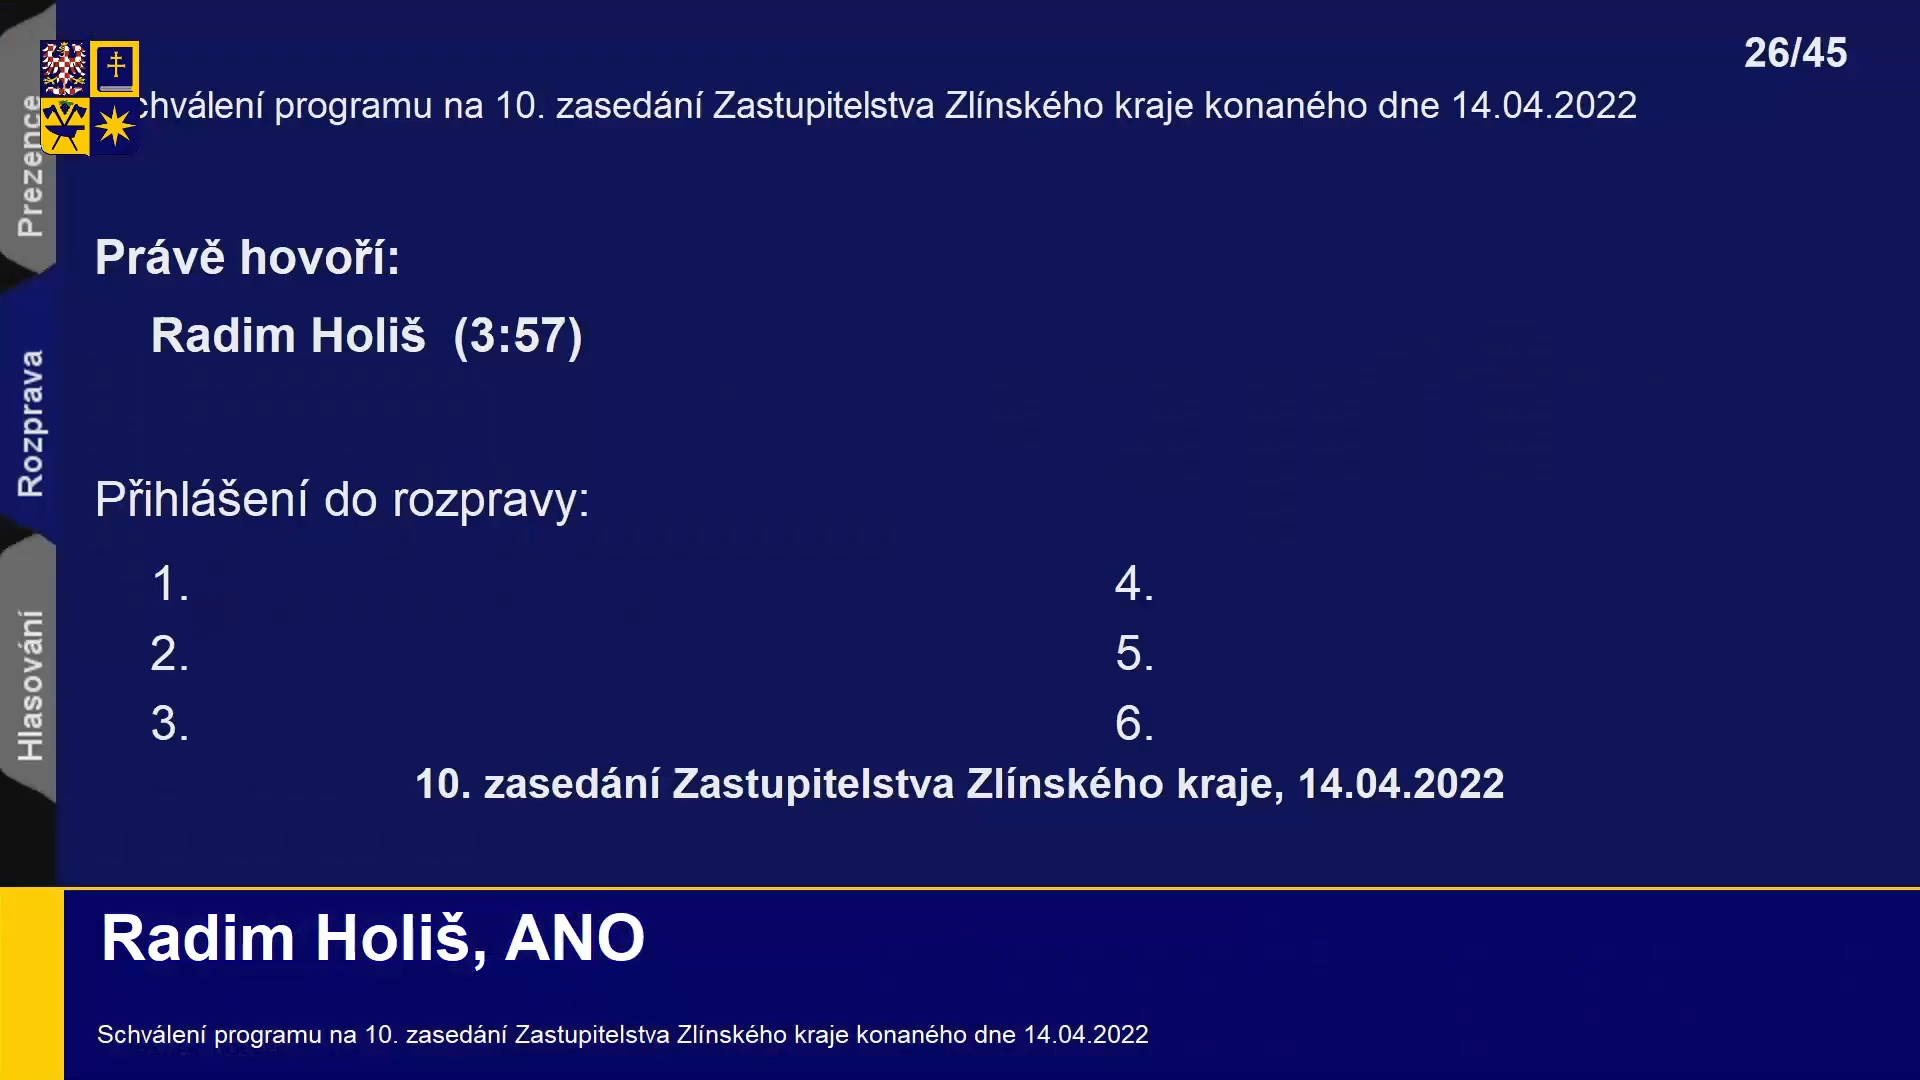 26/45
chválení programu na 10. zasedání Zastupitelstva Zlínského kraje konaného dne 14.04.2022
Prezence
Právě hovoří:
Radim Holiš (3:57)
Rozprava
Přihlášení do rozpravy:
1.
2.
3.
4.
5.
6.
Hlasování
10. zasedání Zastupitelstva Zlínského kraje, 14.04.2022
Radim Holiš, ANO
Schválení programu na 10. zasedání Zastupitelstva Zlínského kraje konaného dne 14.04.2022